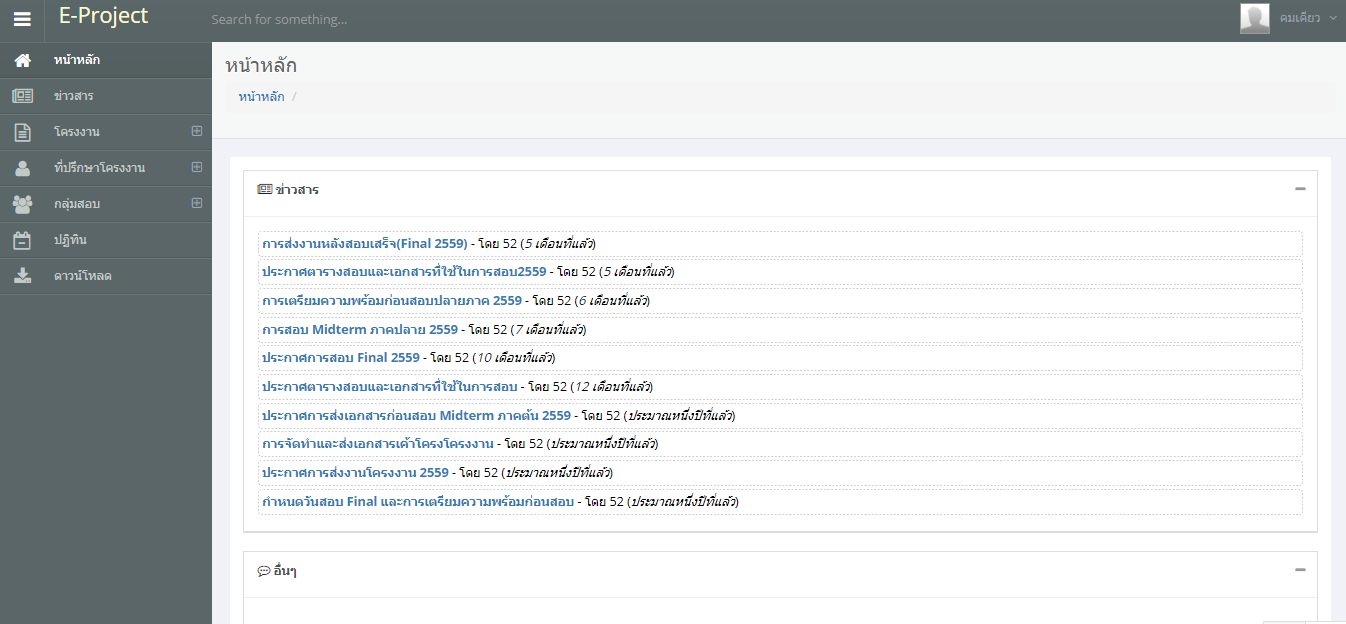 E-Project
Search for something...
คมเคียว
หน้าหลัก
ข่าวสาร
โครงงาน
ที่ปรึกษาโครงงาน
กลุ่มสอบ
ปฏิทิน
ดาวน์โหลด
หน้าหลัก
หน้าหลัก /
ข่าวสาร
การส่งงานหลังสอบเสร็จ(Final 2559) - โดย 52 (5 เดือนที่แล้ว)
ประกาศตารางสอบและเอกสารที่ใช้ในการสอบ2559 - โดย 52 (5 เดือนที่แล้ว)
การเตรียมความพร้อมก่อนสอบปลายภาค 2559 - โดย 52 (6 เดือนที่แล้ว)
การสอบ Midterm ภาคปลาย 2559 - โดย 52 (7 เดือนที่แล้ว)
ประกาศการสอบ Final 2559 - โดย 52 (10 เดือนที่แล้ว)
ประกาศตารางสอบและเอกสารที่ใช้ในการสอบ - โดย 52 (12 เดือนที่แล้ว)
ประกาศการส่งเอกสารก่อนสอบ Midterm ภาคต้น 2559 - โดย 52 (ประมาณหนึ่งปีที่แล้ว)
การจัดทำและส่งเอกสารเค้าโครงโครงงาน - โดย 52 (ประมาณหนึ่งปีที่แล้ว)
ประกาศการส่งงานโครงงาน 2559 - โดย 52 (ประมาณหนึ่งปีที่แล้ว)
กำหนดวันสอบ Final และการเตรียมความพร้อมก่อนสอบ - โดย 52 (ประมาณหนึ่งปีที่แล้ว)
อื่นๆ